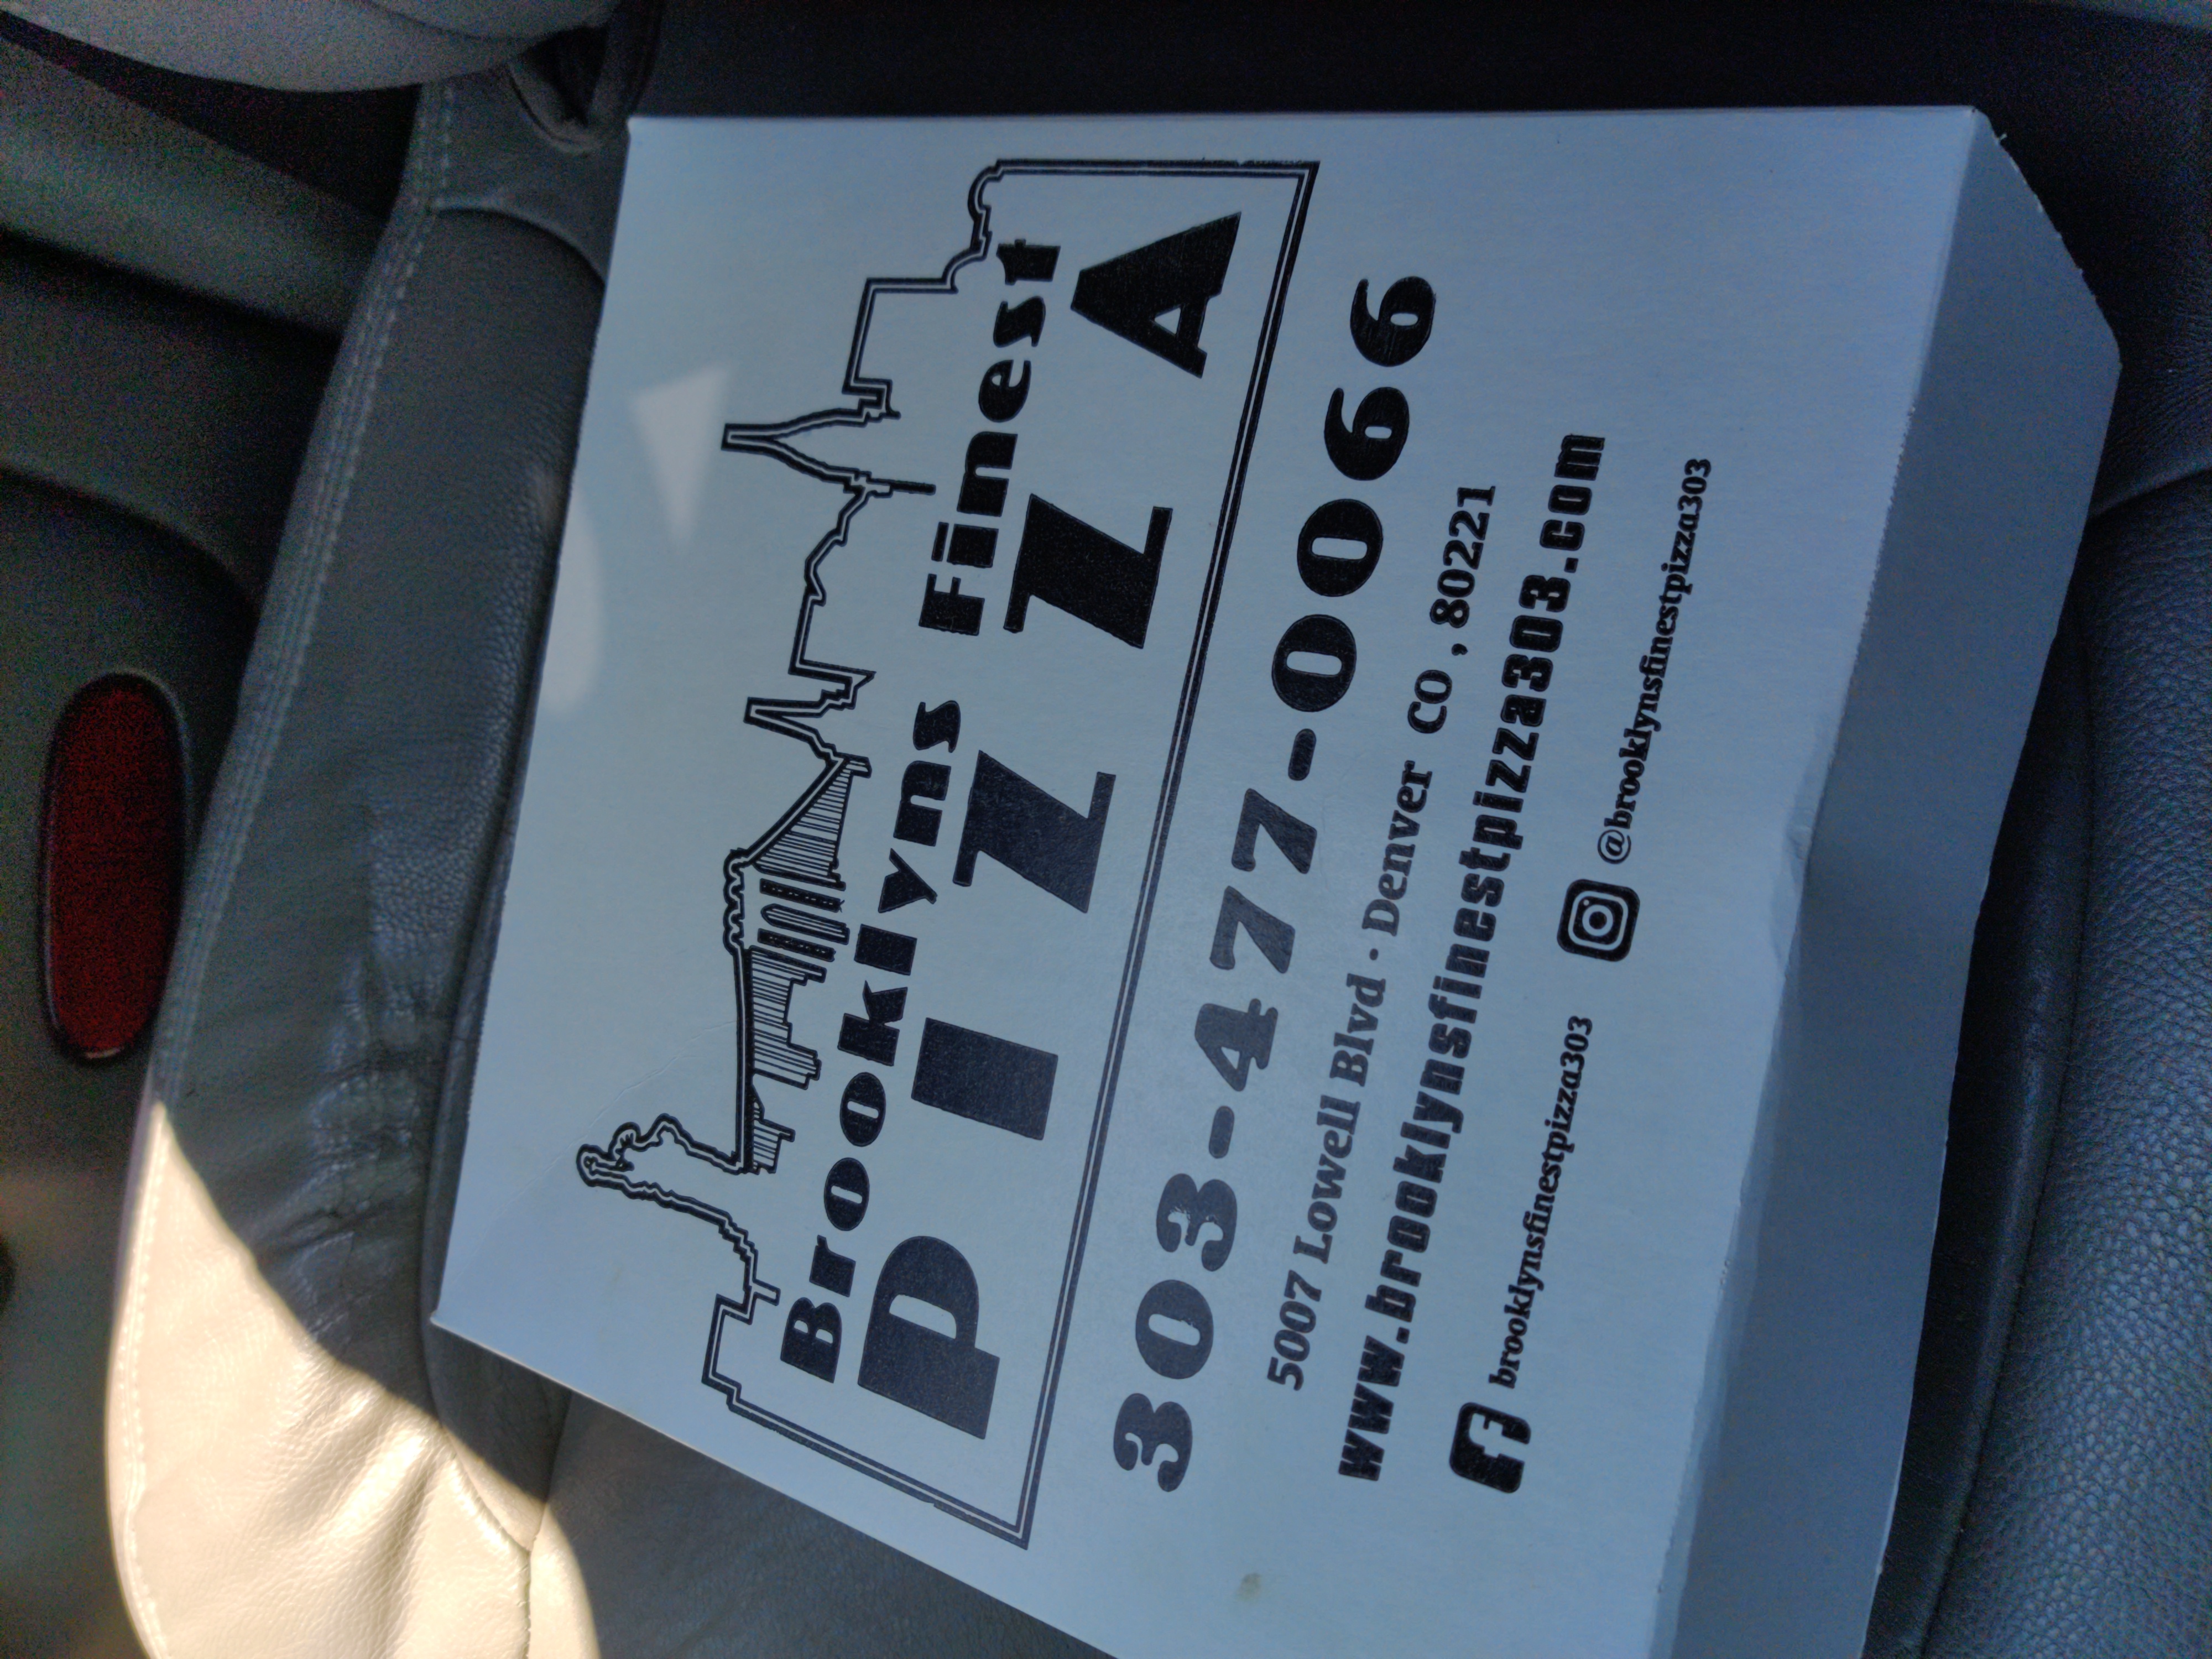 Brooklyns Finest
PIZZA
303-477-0066
5007 Lowell Blvd · Denver CO , 80221
www.brooklynsfinestpizza303.com
brooklynsfinestpizza303 @brooklynsfinestpizza303